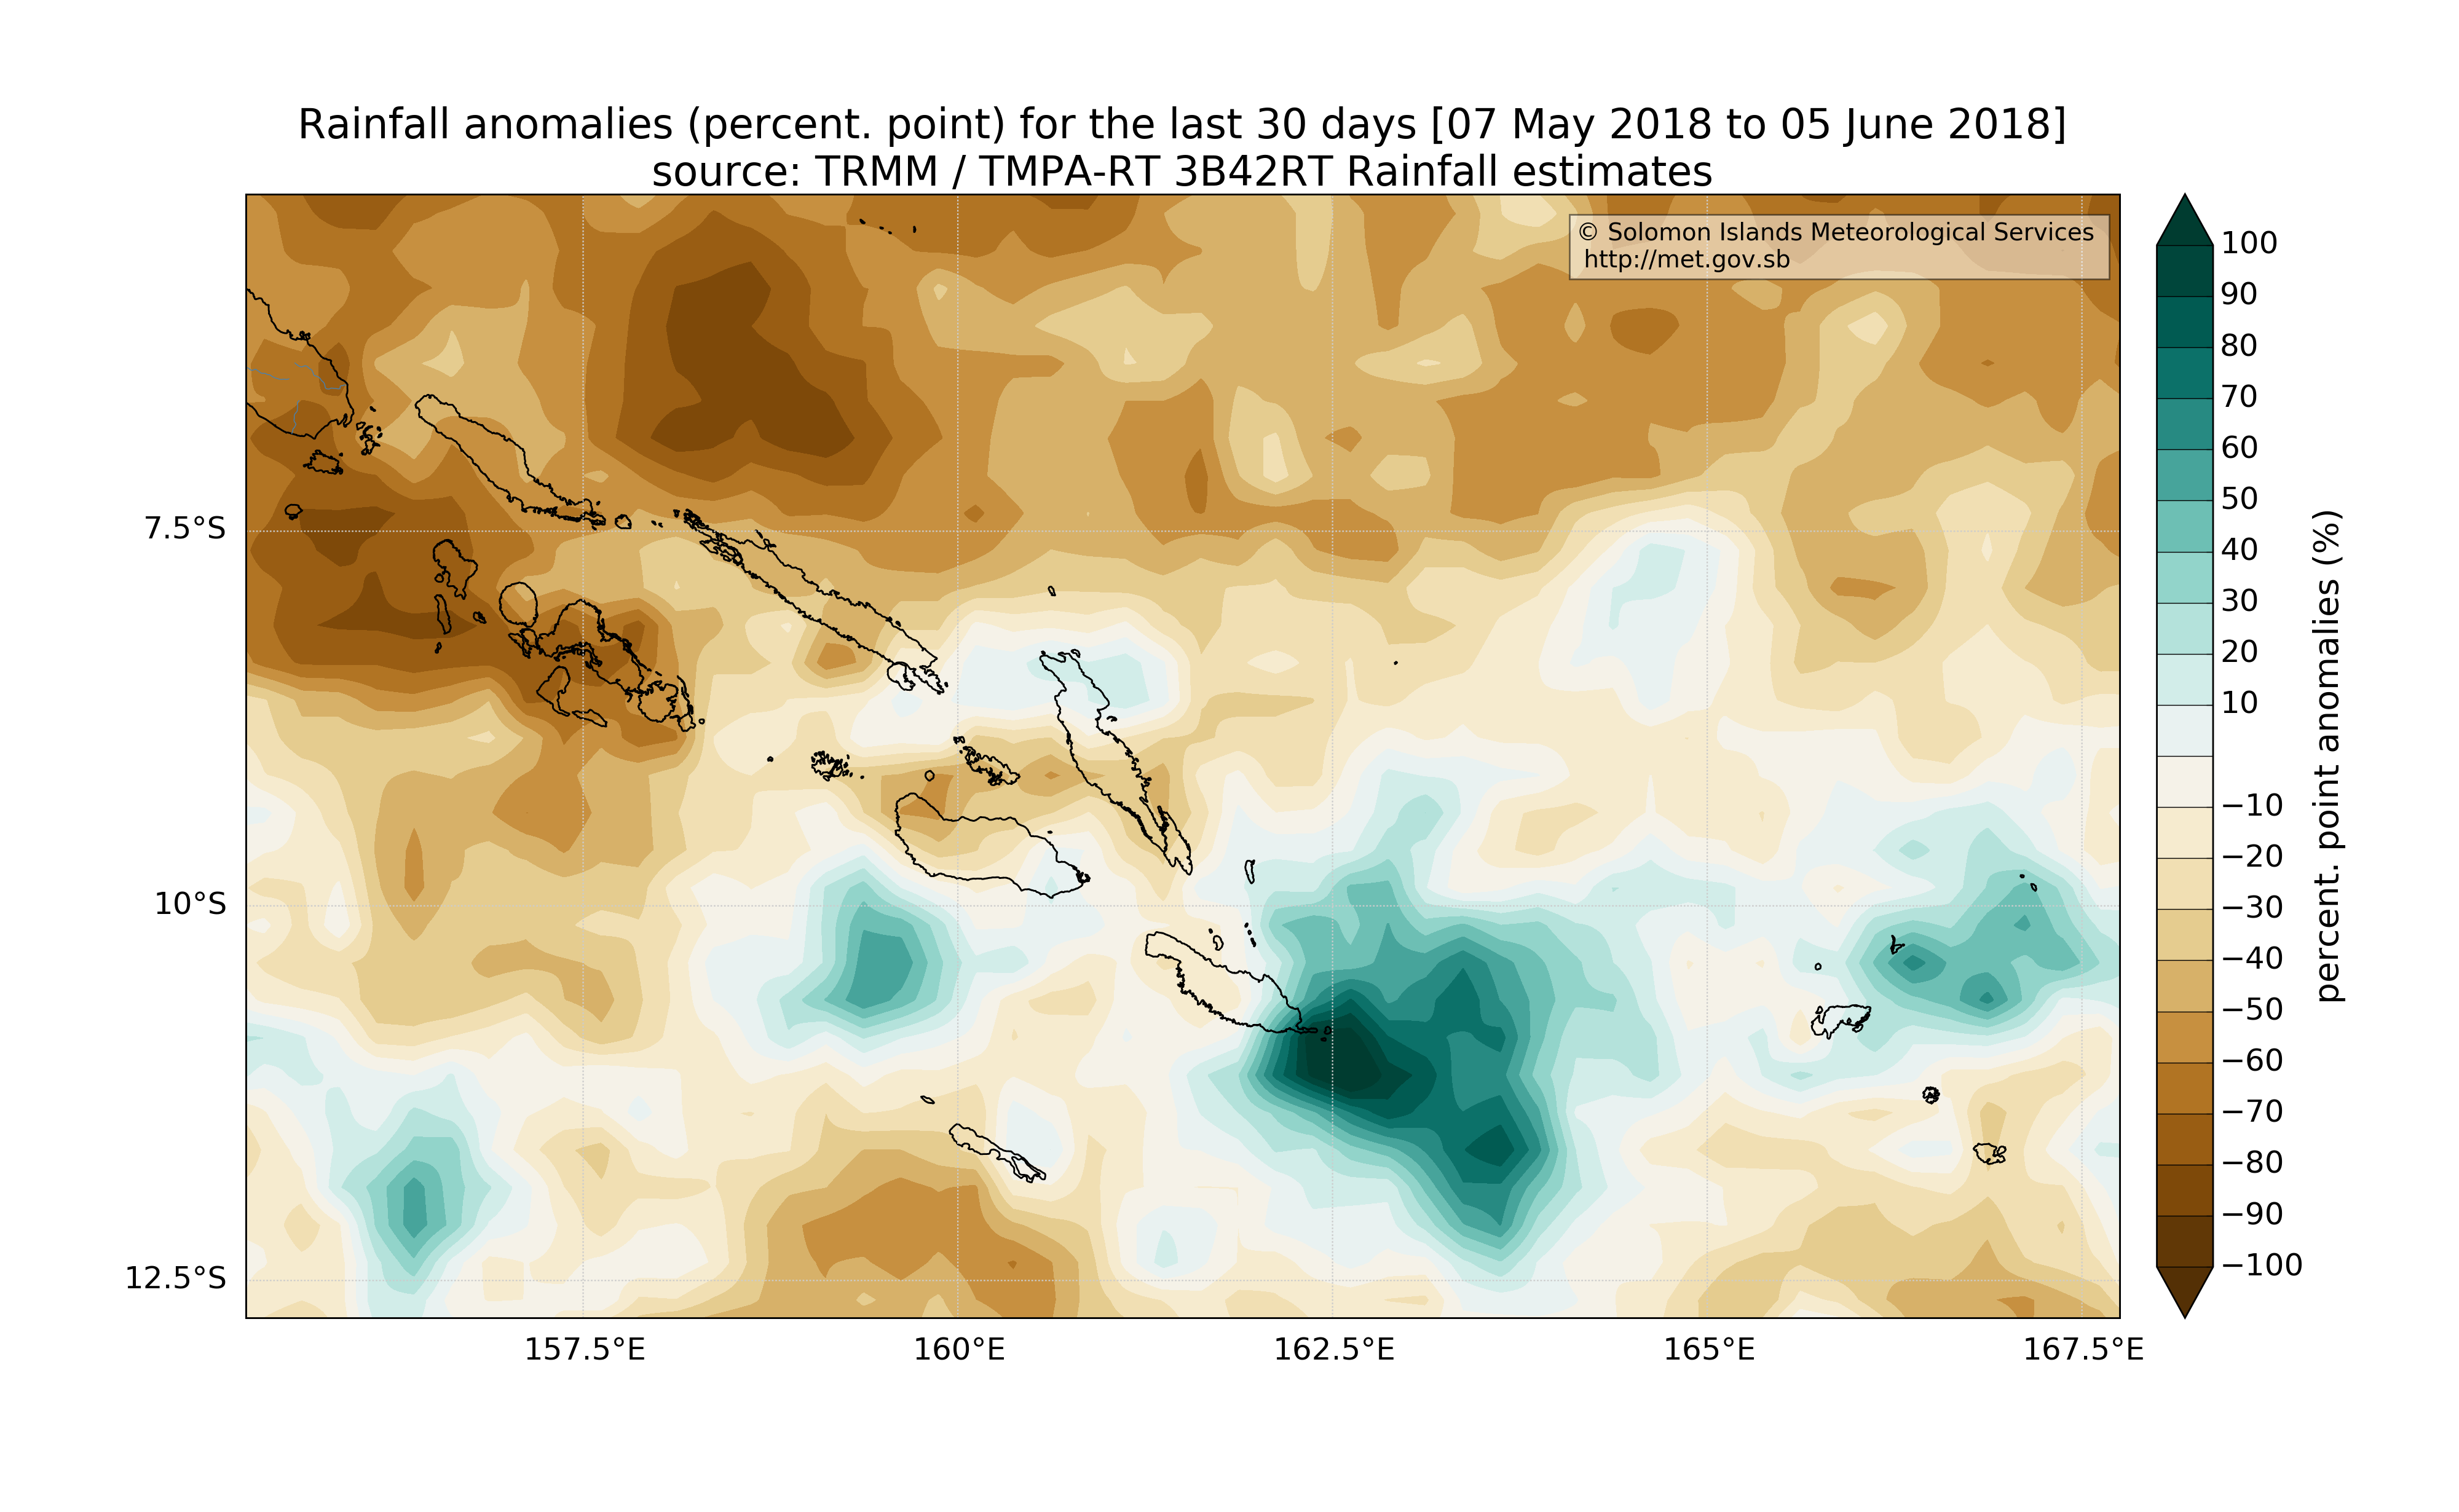 Rainfall anomalies (percent. point) for the last 30 days [07 May 2018 to 05 June 2018]
source: TRMM / TMPA-RT 3B42RT Rainfall estimates
© Solomon Islands Meteorological Services
http://met.gov.sb
7.5°S
10°S
12.5°S
157.5°E
160°E
162.5°E
165°E
167.5°E
100
90
80
70
60
50
40
30
20
10
−10
−20
−30
−40
−50
−60
−70
−80
−90
−100
percent. point anomalies (%)